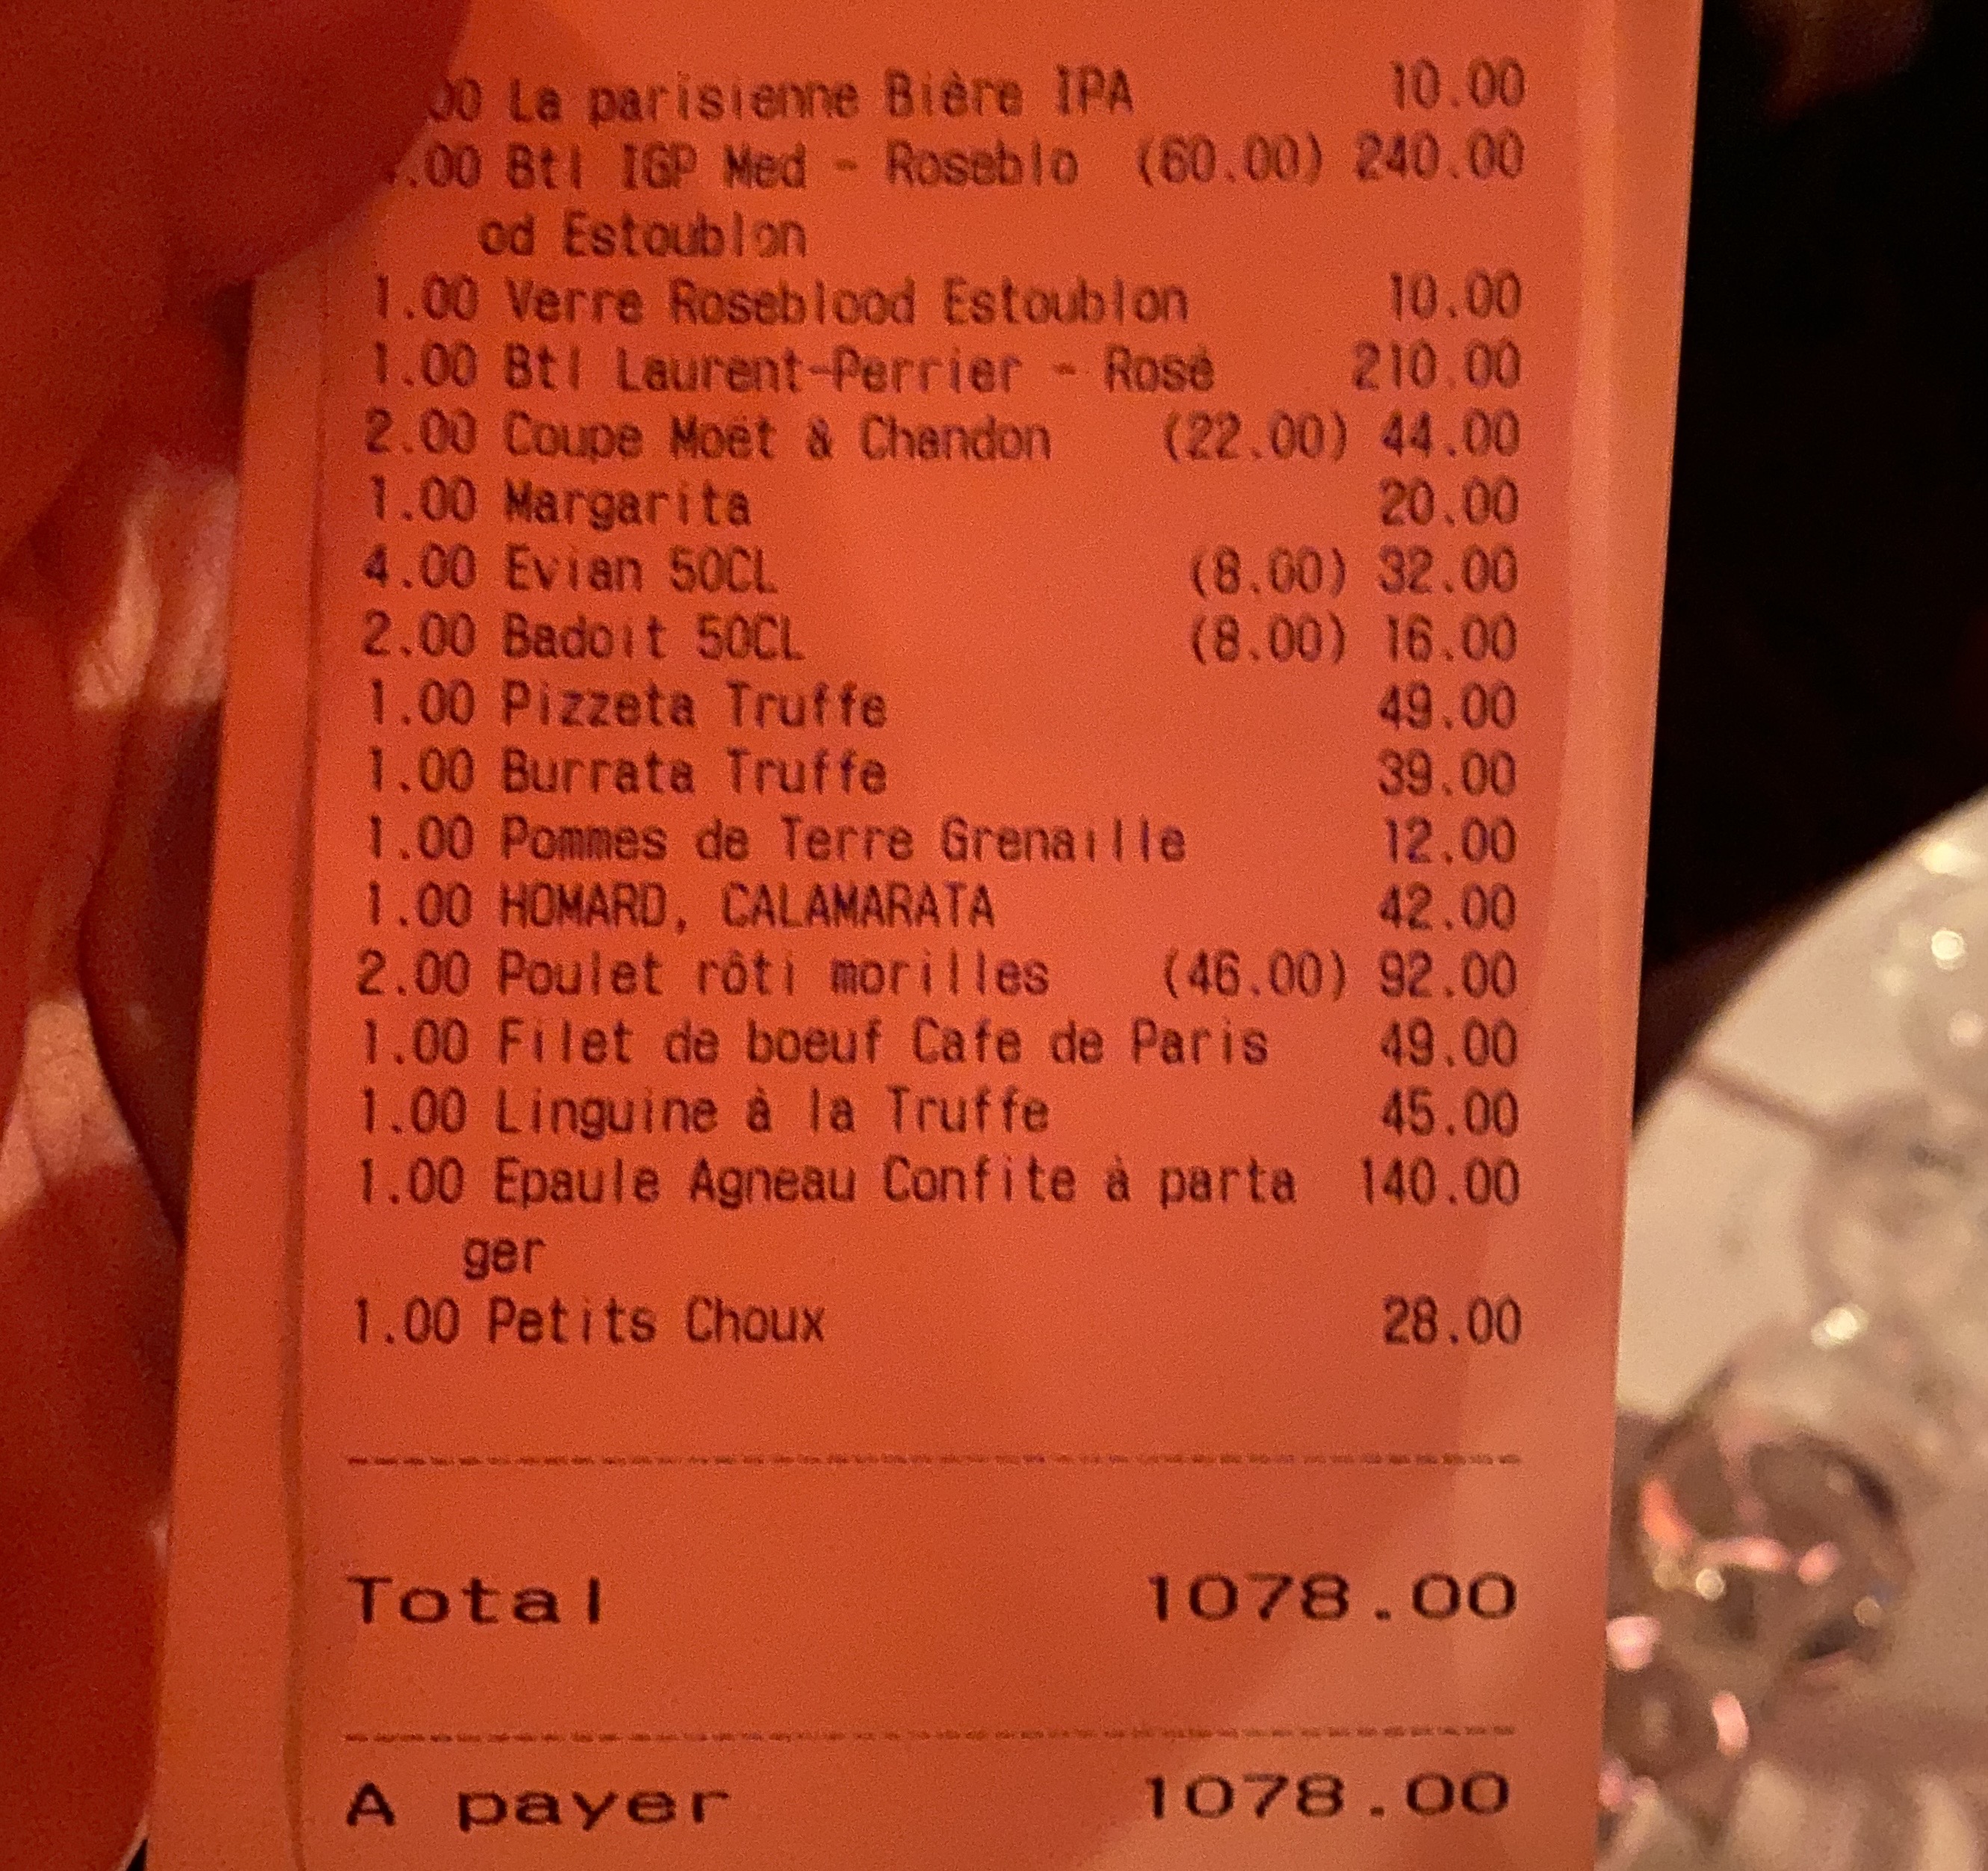 00 La parisienne Bière IPA 10.00
.00 Btl IGP Med - Roseblo (60.00) 240.00
od Estoublon
1.00 Verre Roseblood Estoublon 10.00
1.00 Btl Laurent-Perrier - Rosé 210.00
2.00 Coupe Moët & Chandon (22.00) 44.00
1.00 Margarita 20.00
4.00 Evian 50CL (8.00) 32.00
2.00 Badoit 50CL (8.00) 16.00
1.00 Pizzeta Truffe 49.00
1.00 Burrata Truffe 39.00
1.00 Pommes de Terre Grenaille 12.00
1.00 HOMARD, CALAMARATA 42.00
2.00 Poulet rôti morilles (46.00) 92.00
1.00 Filet de boeuf Cafe de Paris 49.00
1.00 Linguine à la Truffe 45.00
1.00 Epaule Agneau Confite à parta 140.00
ger
1.00 Petits Choux 28.00
Total 1078.00
A payer 1078.00